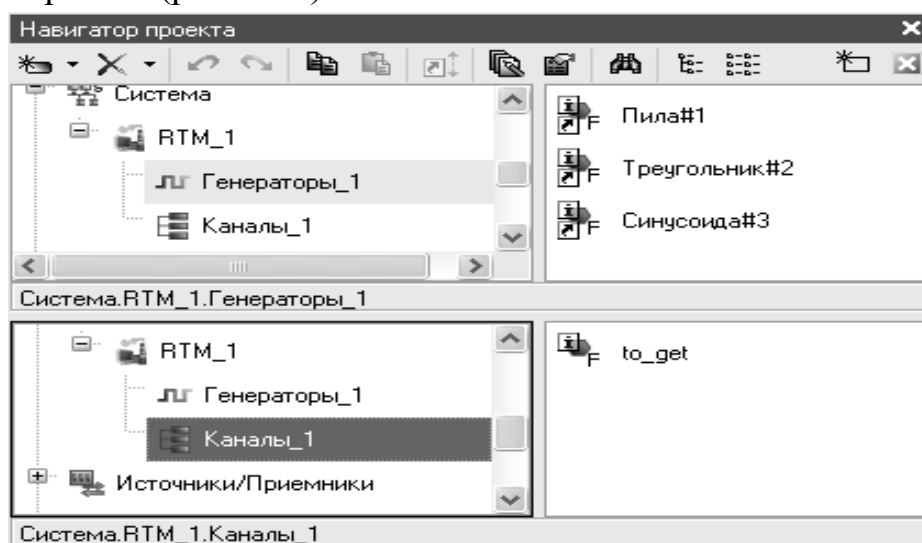 Навигатор проекта
Система
RTM_1
Генераторы_1
Каналы_1
Пила#1
Треугольник#2
Синусоида#3
Система.RTM_1.Генераторы_1
RTM_1
Генераторы_1
Каналы_1
Источники/Приемники
to_get
Система.RTM_1.Каналы_1